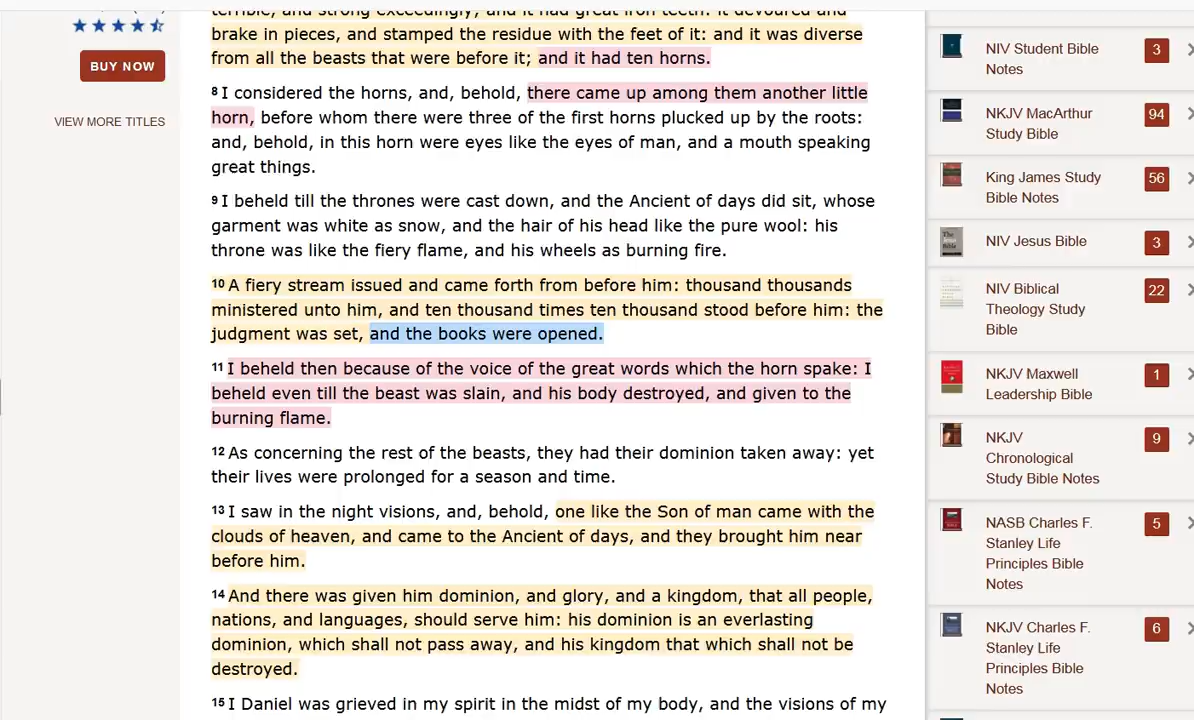 terrible, and strong exceedingly; and it had great iron teeth: it devoured and
brake in pieces, and stamped the residue with the feet of it: and it was diverse
from all the beasts that were before it; and it had ten horns.
BUY NOW
VIEW MORE TITLES
8 I considered the horns, and, behold, there came up among them another little
horn, before whom there were three of the first horns plucked up by the roots:
and, behold, in this horn were eyes like the eyes of man, and a mouth speaking
great things.
9 I beheld till the thrones were cast down, and the Ancient of days did sit, whose
garment was white as snow, and the hair of his head like the pure wool: his
throne was like the fiery flame, and his wheels as burning fire.
10 A fiery stream issued and came forth from before him: thousand thousands
ministered unto him, and ten thousand times ten thousand stood before him: the
judgment was set, and the books were opened.
11 I beheld then because of the voice of the great words which the horn spake: I
beheld even till the beast was slain, and his body destroyed, and given to the
burning flame.
12 As concerning the rest of the beasts, they had their dominion taken away: yet
their lives were prolonged for a season and time.
13 I saw in the night visions, and, behold, one like the Son of man came with the
clouds of heaven, and came to the Ancient of days, and they brought him near
before him.
14 And there was given him dominion, and glory, and a kingdom, that all people,
nations, and languages, should serve him: his dominion is an everlasting
dominion, which shall not pass away, and his kingdom that which shall not be
destroyed.
15 I Daniel was grieved in my spirit in the midst of my body, and the visions of my
NIV Student Bible
Notes
3
NKJV MacArthur
Study Bible
94
King James Study
Bible Notes
56
NIV Jesus Bible
3
NIV Biblical
Theology Study
Bible
22
NKJV Maxwell
Leadership Bible
1
NKJV
Chronological
Study Bible Notes
9
NASB Charles F.
Stanley Life
Principles Bible
Notes
5
NKJV Charles F.
Stanley Life
Principles Bible
Notes
6